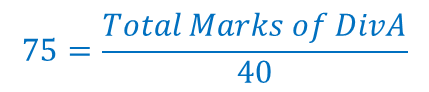 75 = Total Marks of DivA / 40